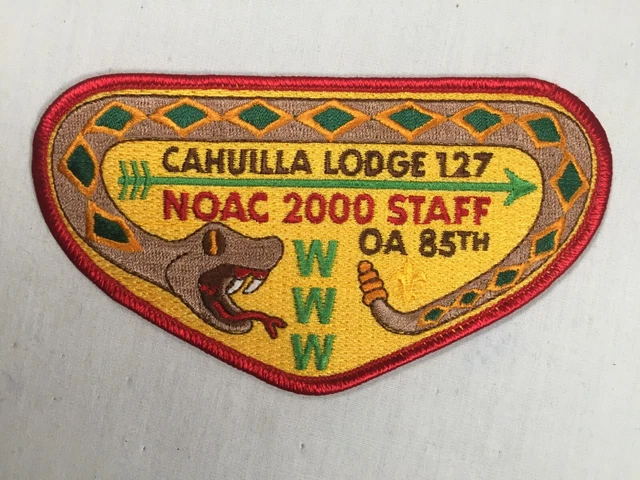 CAHUILLA LODGE 127
NOAC 2000 STAFF
OA 85TH
W
W
W